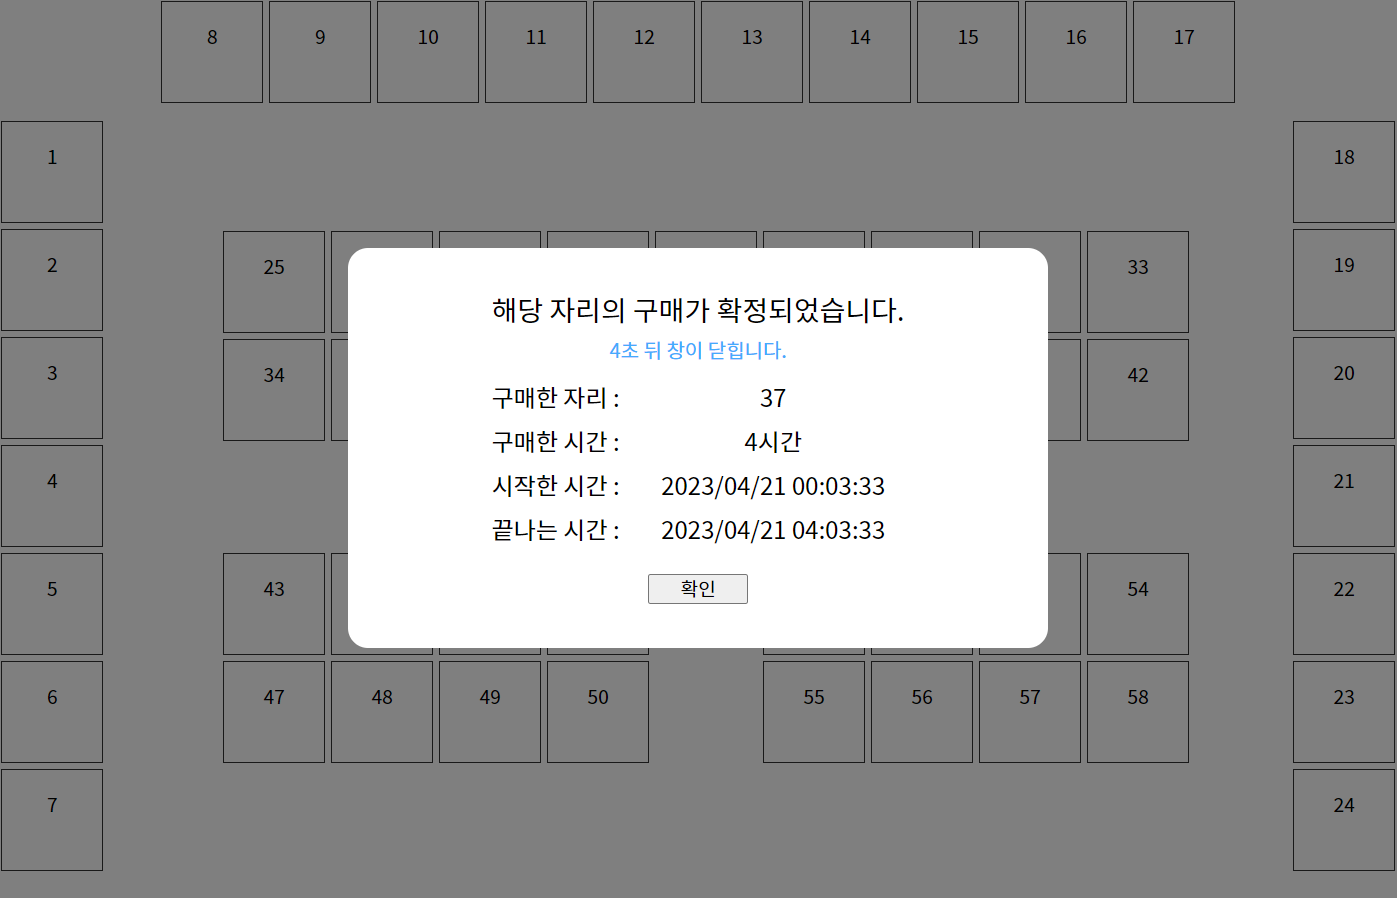 8 9 10 11 12 13 14 15 16 17
1 18
2 19
25 33
해당 자리의 구매가 확정되었습니다.
4초 뒤 창이 닫힙니다.
3 20
34 42
구매한 자리 : 37
구매한 시간 : 4시간
4 21
시작한 시간 : 2023/04/21 00:03:33
끝나는 시간 : 2023/04/21 04:03:33
확인
5 22
43 54
6 23
47 48 49 50 55 56 57 58
7 24